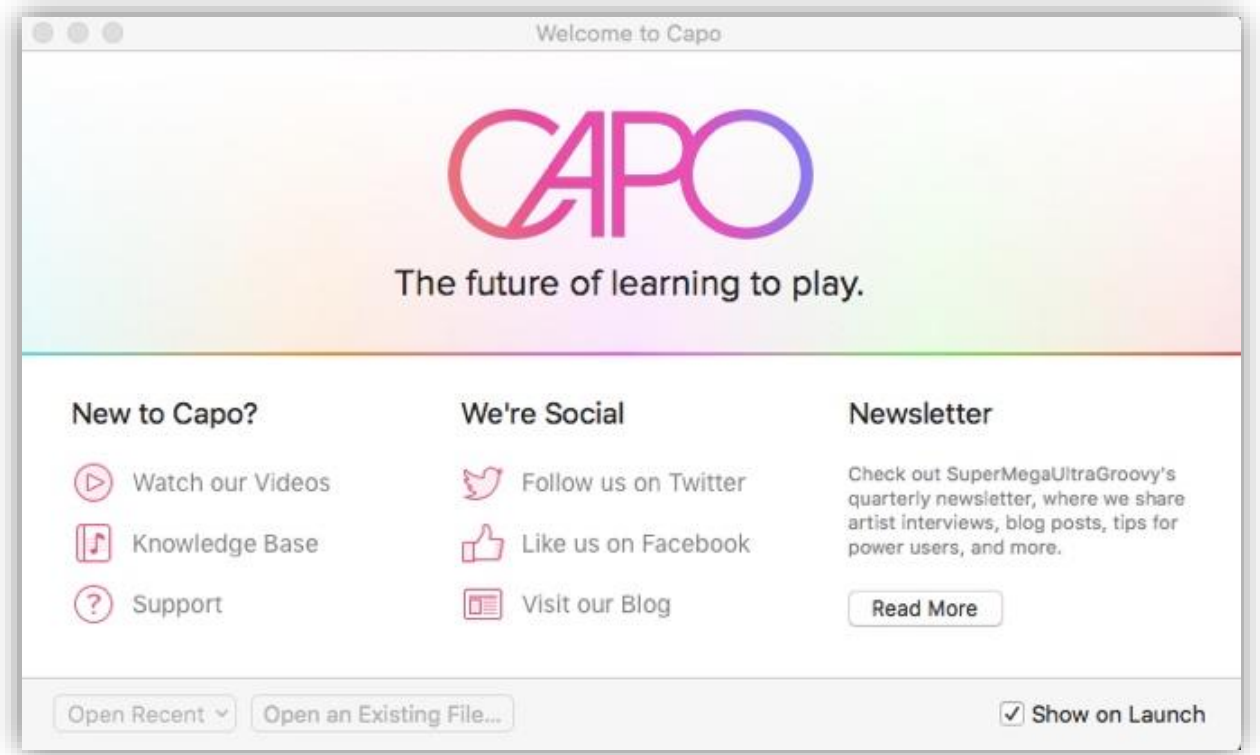 Welcome to Capo
CAPO
The future of learning to play.
New to Capo?
Watch our Videos
Knowledge Base
Support
We're Social
Follow us on Twitter
Like us on Facebook
Visit our Blog
Newsletter
Check out SuperMegaUltraGroovy's
quarterly newsletter, where we share
artist interviews, blog posts, tips for
power users, and more.
Read More
Open Recent
Open an Existing File...
Show on Launch